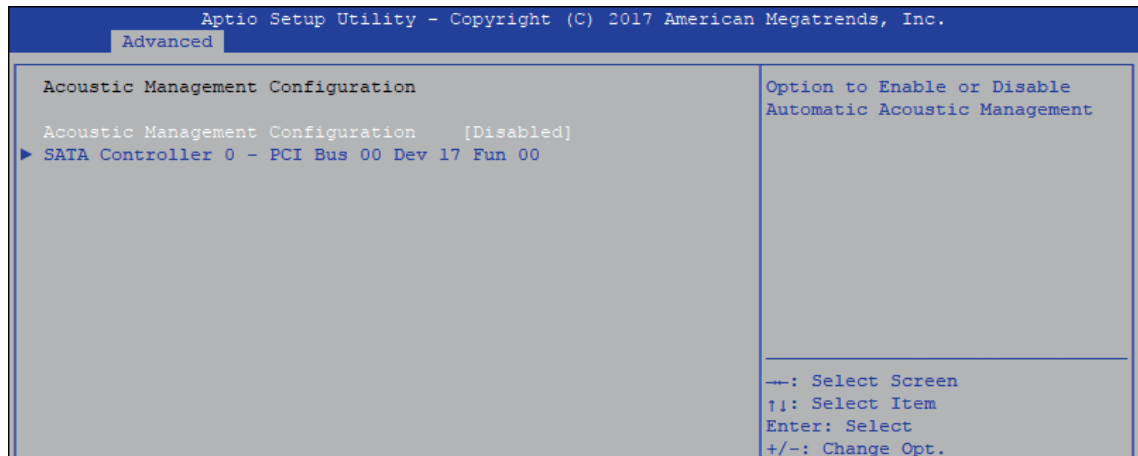 Aptio Setup Utility - Copyright (C) 2017 American Megatrends, Inc.
Advanced
Acoustic Management Configuration
Acoustic Management Configuration [Disabled]
► SATA Controller 0 - PCI Bus 00 Dev 17 Fun 00
Option to Enable or Disable
Automatic Acoustic Management
→←: Select Screen
↑↓: Select Item
Enter: Select
+/-: Change Opt.